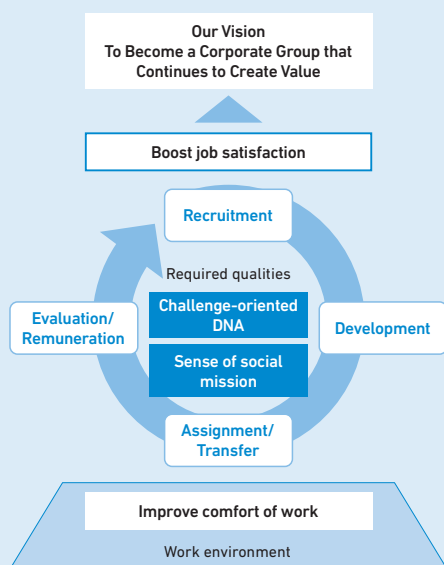 Our Vision
To Become a Corporate Group that
Continues to Create Value
Boost job satisfaction
Recruitment
Required qualities
Challenge-oriented
DNA
Evaluation/
Remuneration
Development
Sense of social
mission
Assignment/
Transfer
Improve comfort of work
Work environment